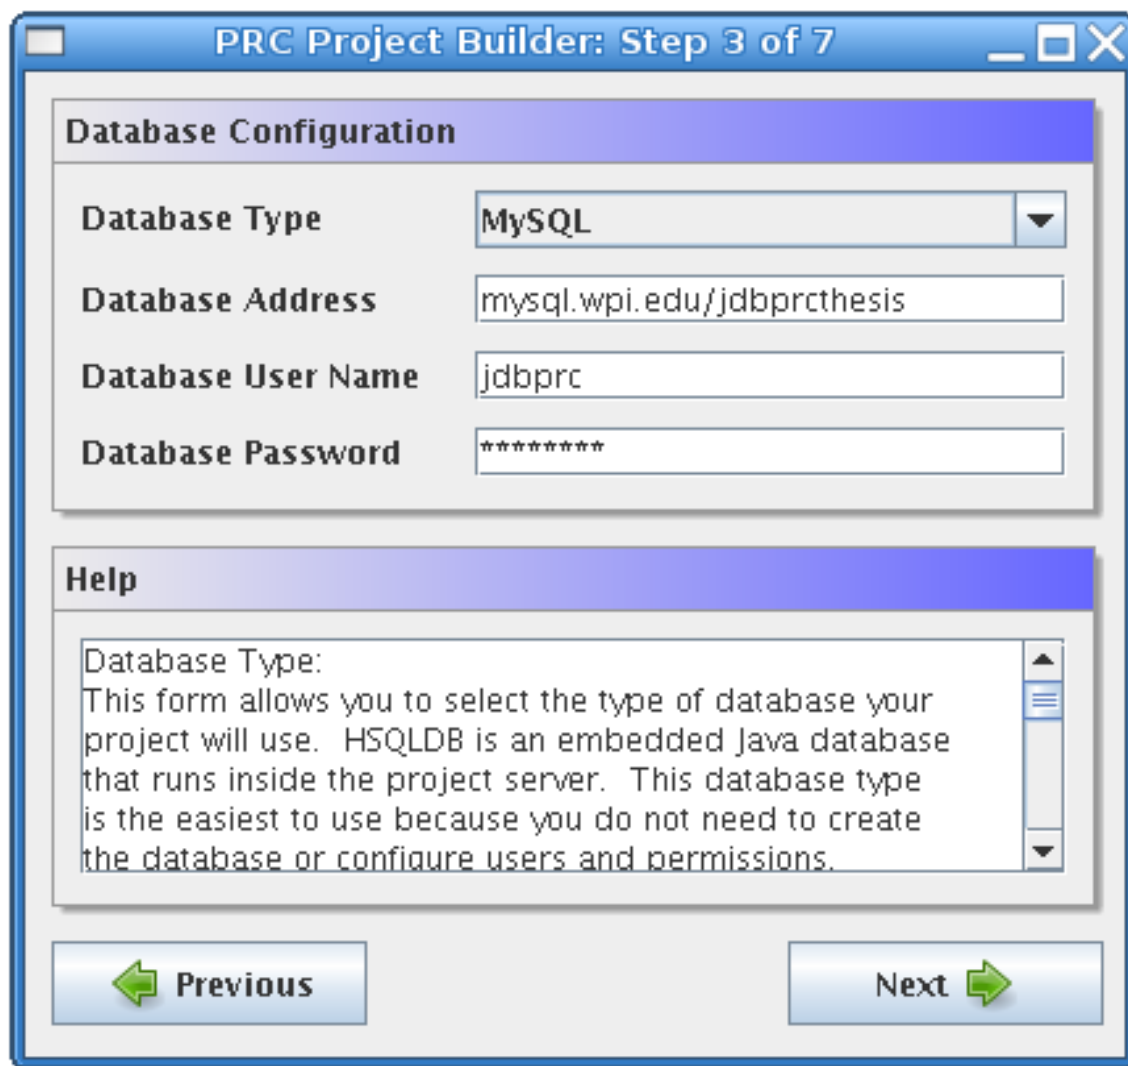 PRC Project Builder: Step 3 of 7
Database Configuration
Database Type
MySQL
Database Address
mysql.wpi.edu/jdbprcthesis
Database User Name
jdbprc
Database Password
********
Help
Database Type:
This form allows you to select the type of database your
project will use.  HSQLDB is an embedded Java database
that runs inside the project server.  This database type
is the easiest to use because you do not need to create
the database or configure users and permissions.
Previous
Next